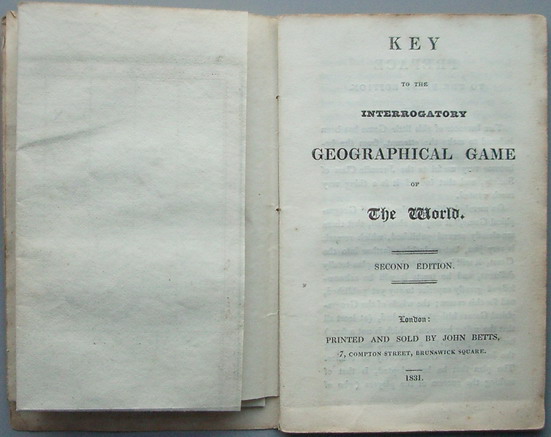 KEY
TO THE
INTERROGATORY
GEOGRAPHICAL GAME
OF
The World.
SECOND EDITION.
London:
PRINTED AND SOLD BY JOHN BETTS,
7, COMPTON STREET, BRUNSWICK SQUARE.
1831.